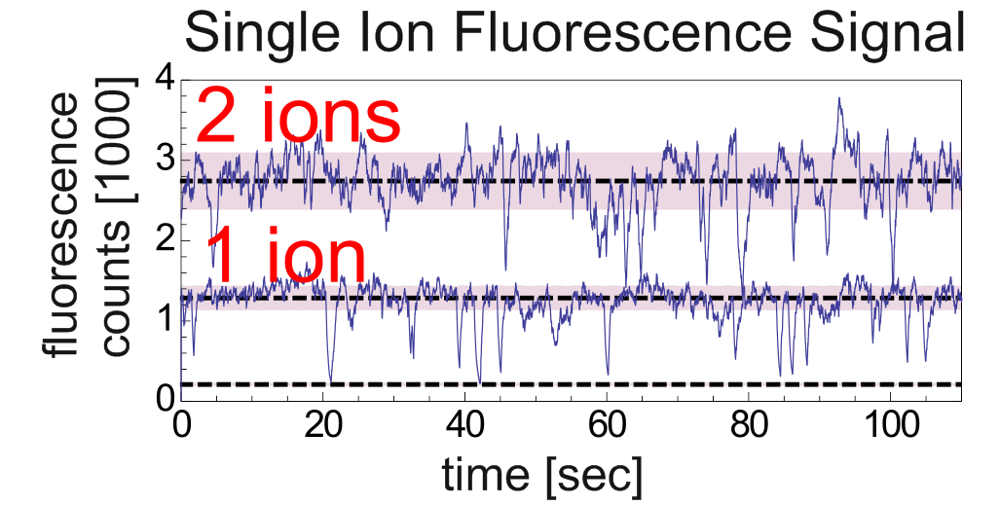 Single Ion Fluorescence Signal
fluorescence
counts [1000]
4
3
2
1
0
2 ions
1 ion
0 20 40 60 80 100
time [sec]